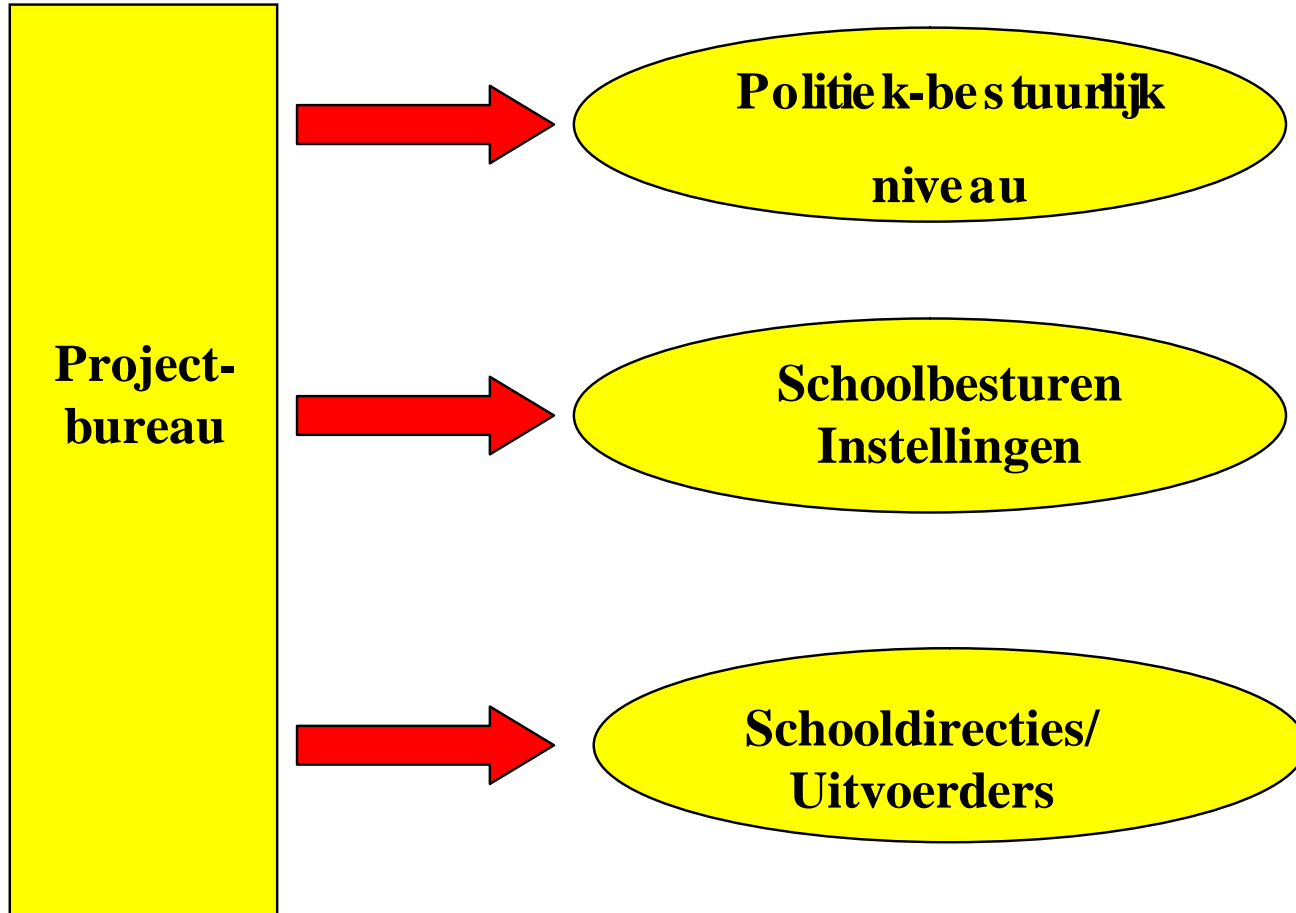 Project-
bureau
Politiek-bestuurlijk
niveau
Schoolbesturen
Instellingen
Schooldirecties/
Uitvoerders